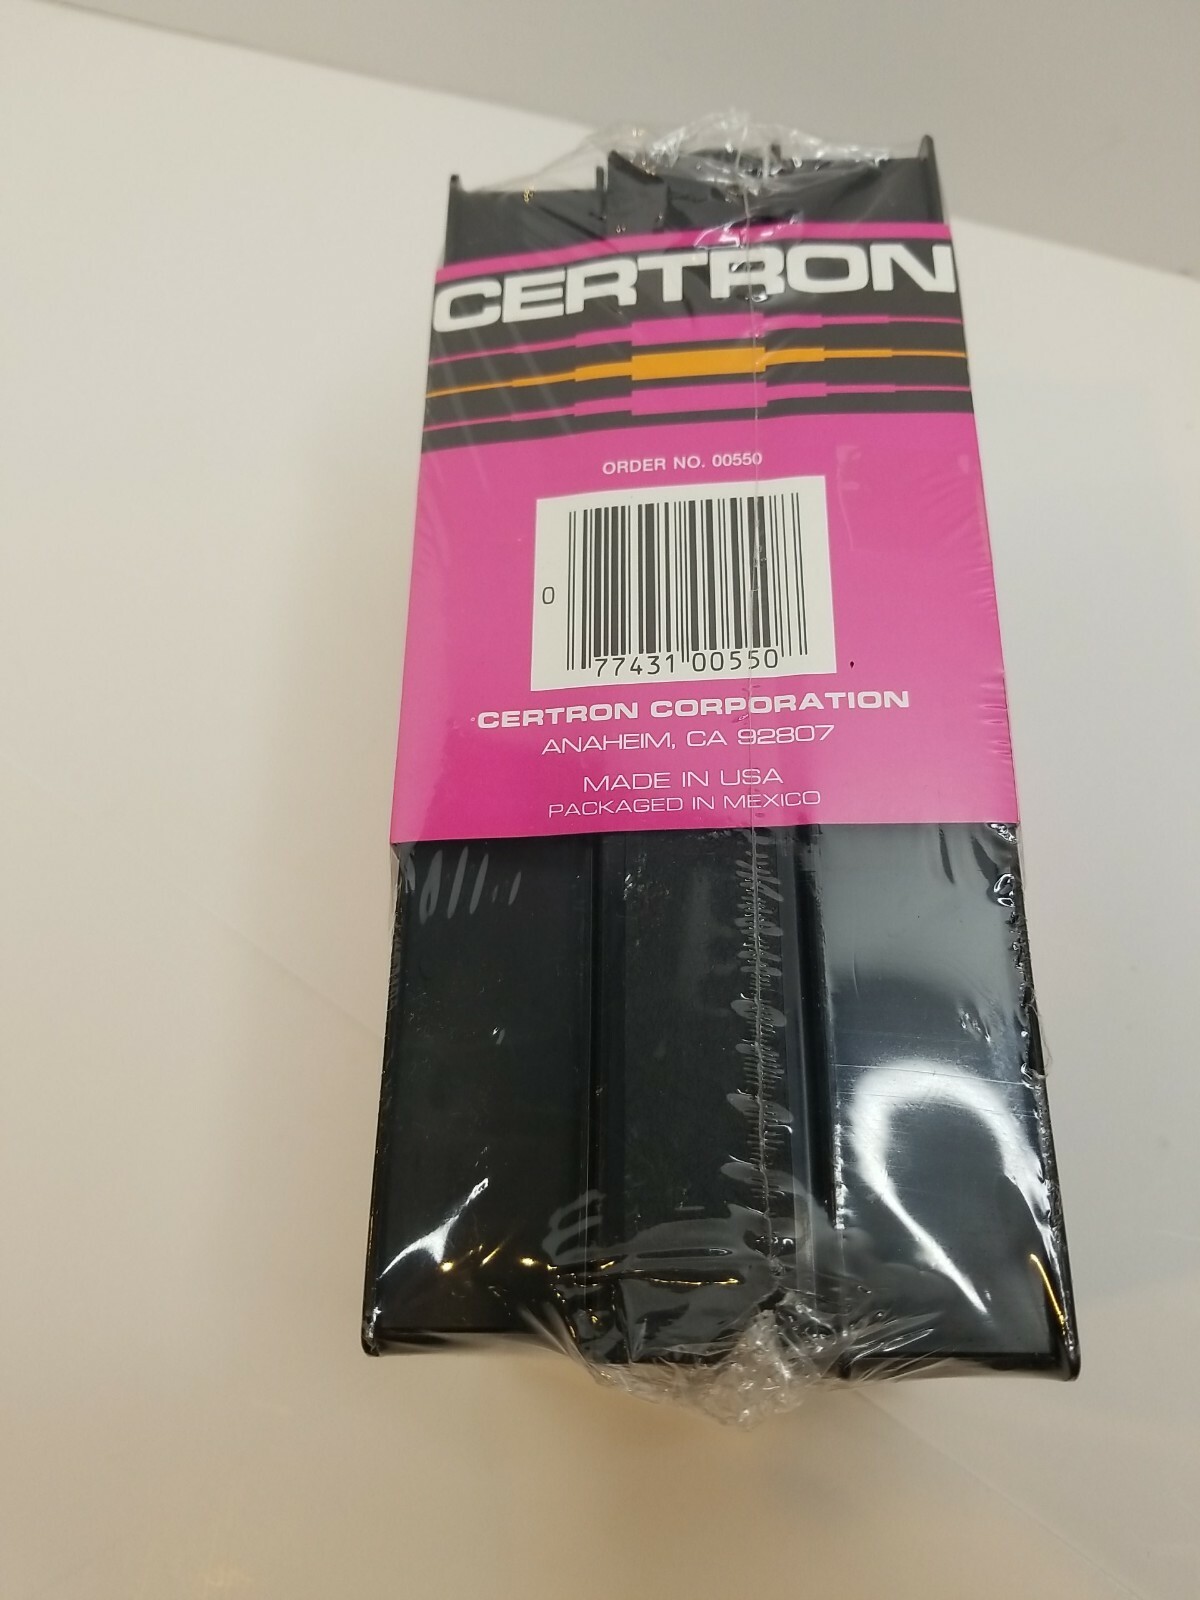 CERTRON
ORDER NO. 00550
0 77431 00550
CERTRON CORPORATION
ANAHEIM, CA 92807
MADE IN USA
PACKAGED IN MEXICO